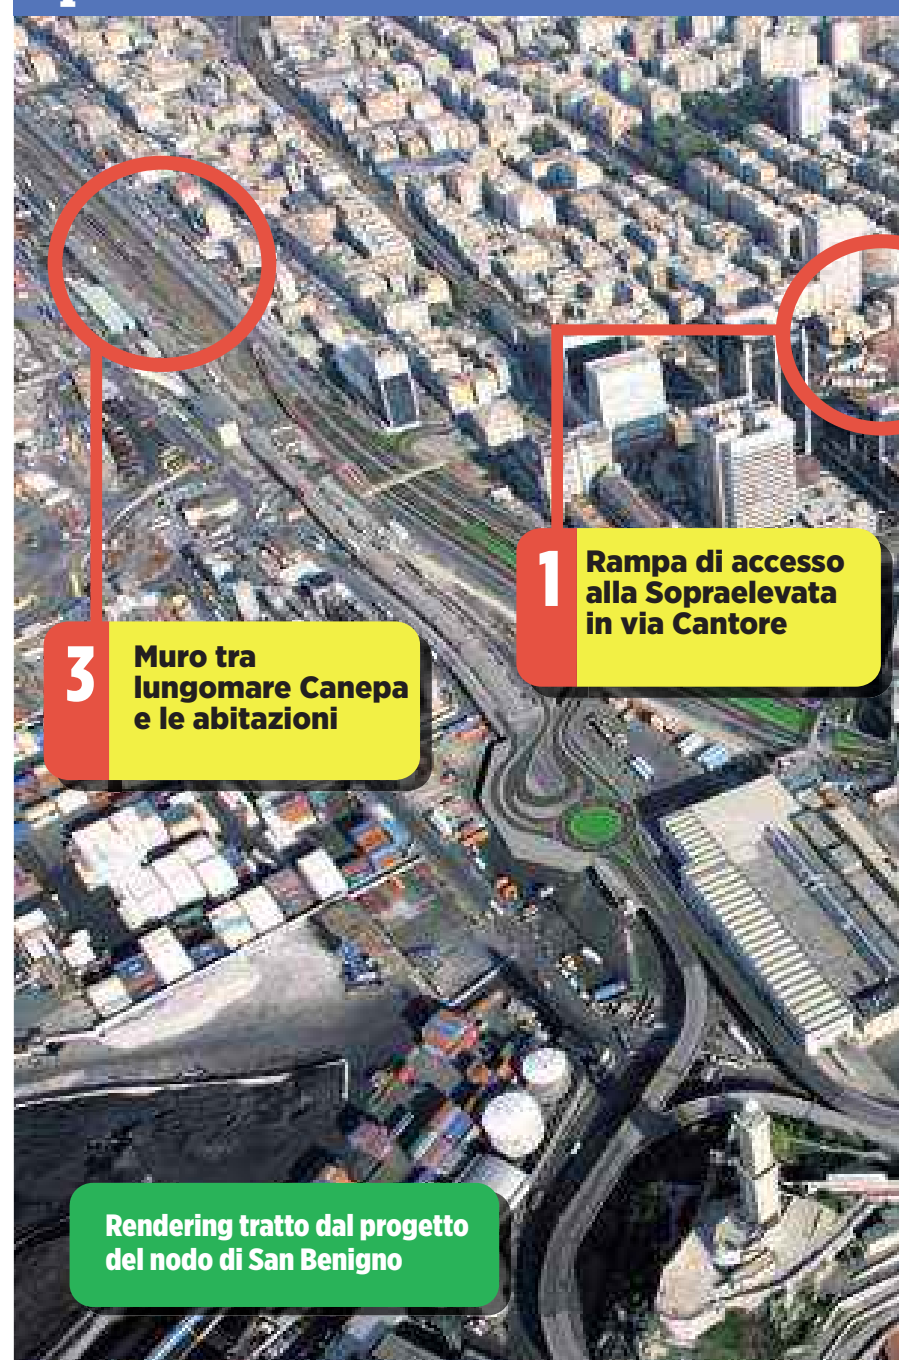 1
Rampa di accesso
alla Sopraelevata
in via Cantore
3
Muro tra
lungomare Canepa
e le abitazioni
Rendering tratto dal progetto
del nodo di San Benigno